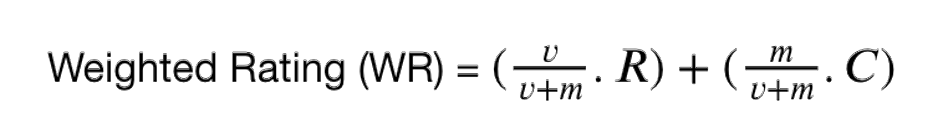 Weighted Rating (WR) = (v/v+m . R) + (m/v+m . C)